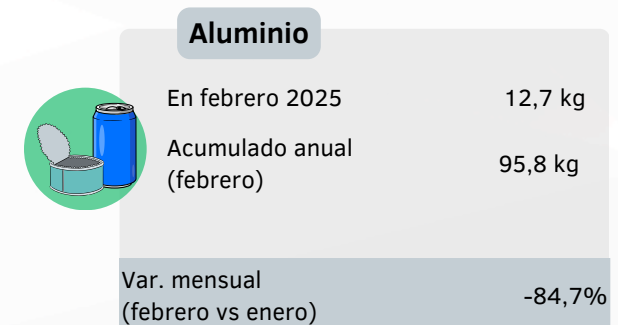 Aluminio
En febrero 2025 12,7 kg
Acumulado anual
(febrero) 95,8 kg
Var. mensual
(febrero vs enero) -84,7%